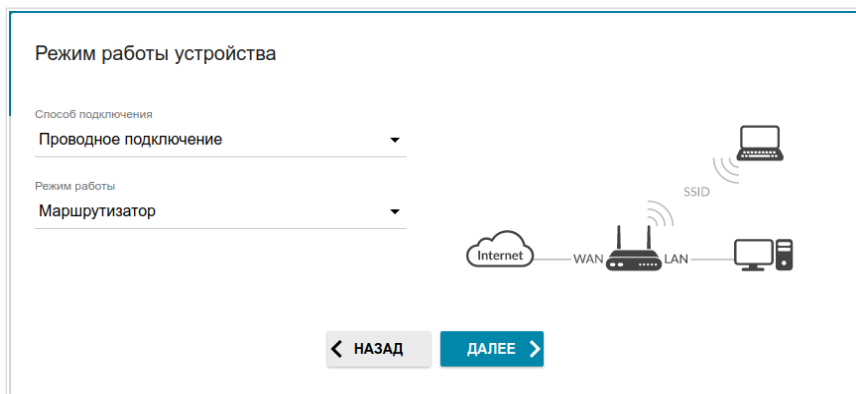 Режим работы устройства
Способ подключения
Проводное подключение
Режим работы
Маршрутизатор
SSID
Internet
WAN
LAN
НАЗАД
ДАЛЕЕ